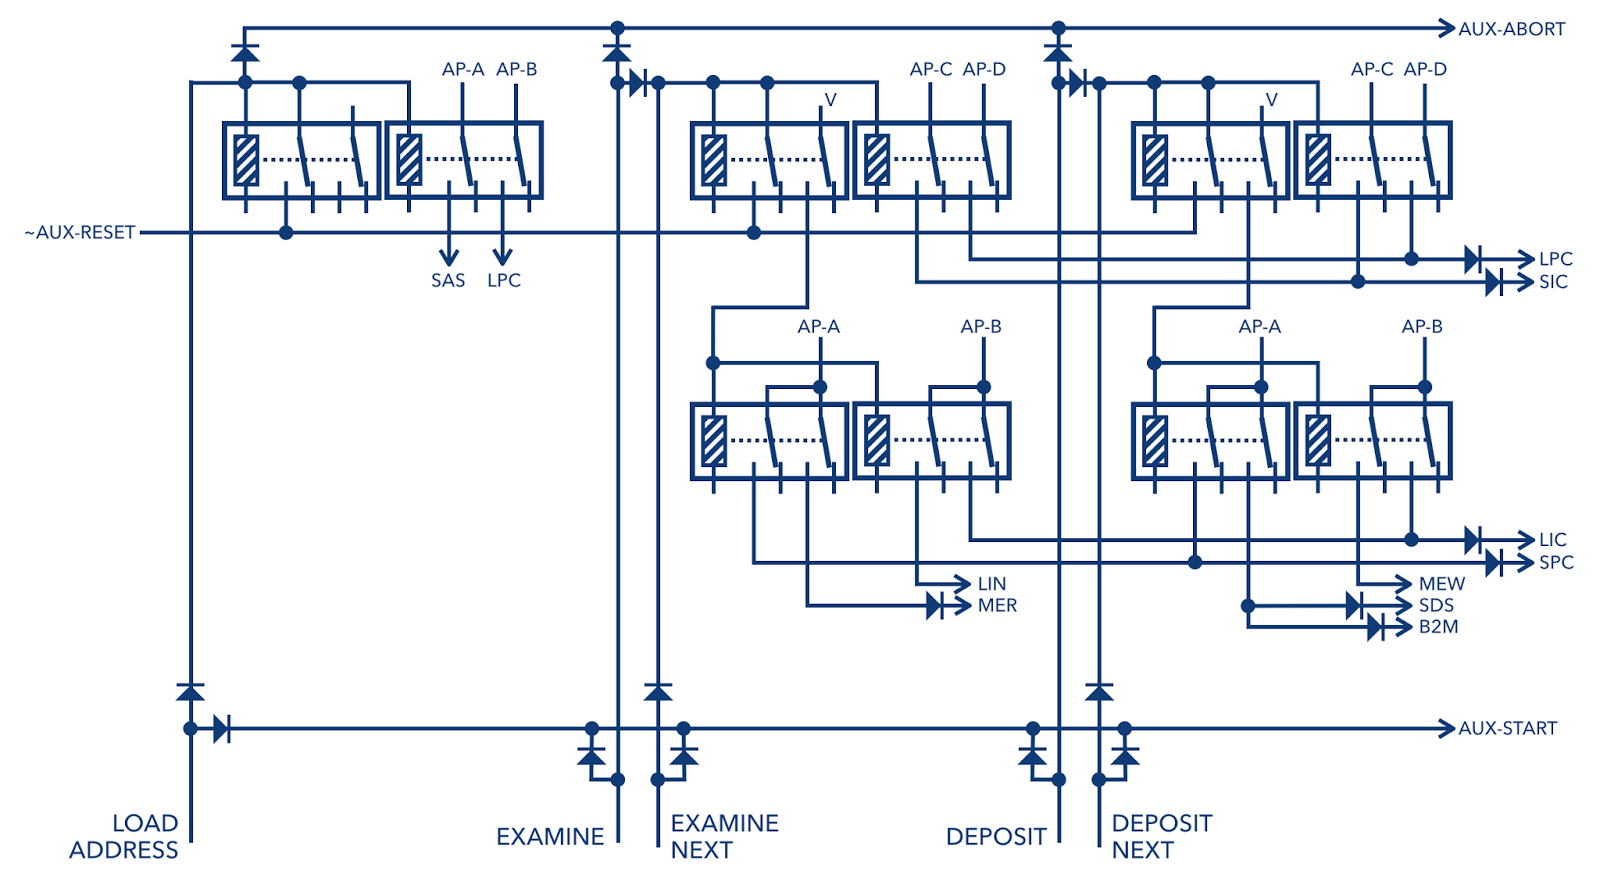 AUX-ABORT
AP-A AP-B
AP-C AP-D
AP-C AP-D
V
V
~AUX-RESET
SAS LPC
LPC
SIC
AP-A
AP-B
AP-A
AP-B
LIC
SPC
LIN
MER
MEW
SDS
B2M
AUX-START
LOAD
ADDRESS
EXAMINE
EXAMINE
NEXT
DEPOSIT
DEPOSIT
NEXT